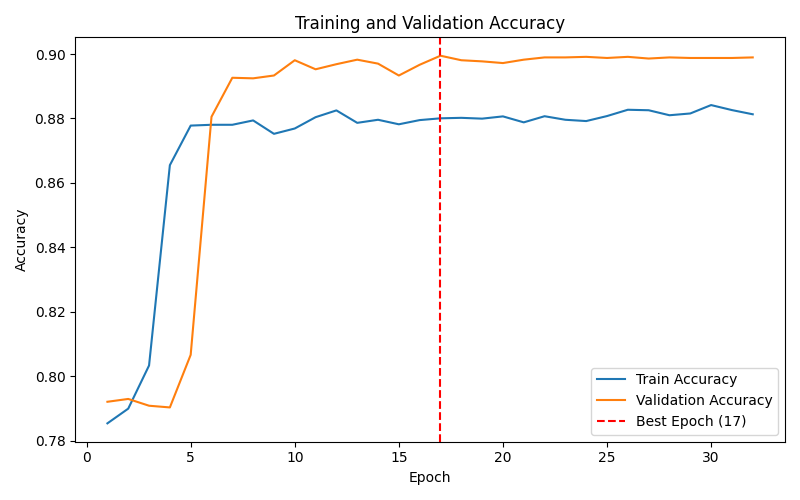 Training and Validation Accuracy
0.90
0.88
0.86
0.84
0.82
0.80
0.78
Accuracy
0
5
10
15
20
25
30
Epoch
Train Accuracy
Validation Accuracy
Best Epoch (17)